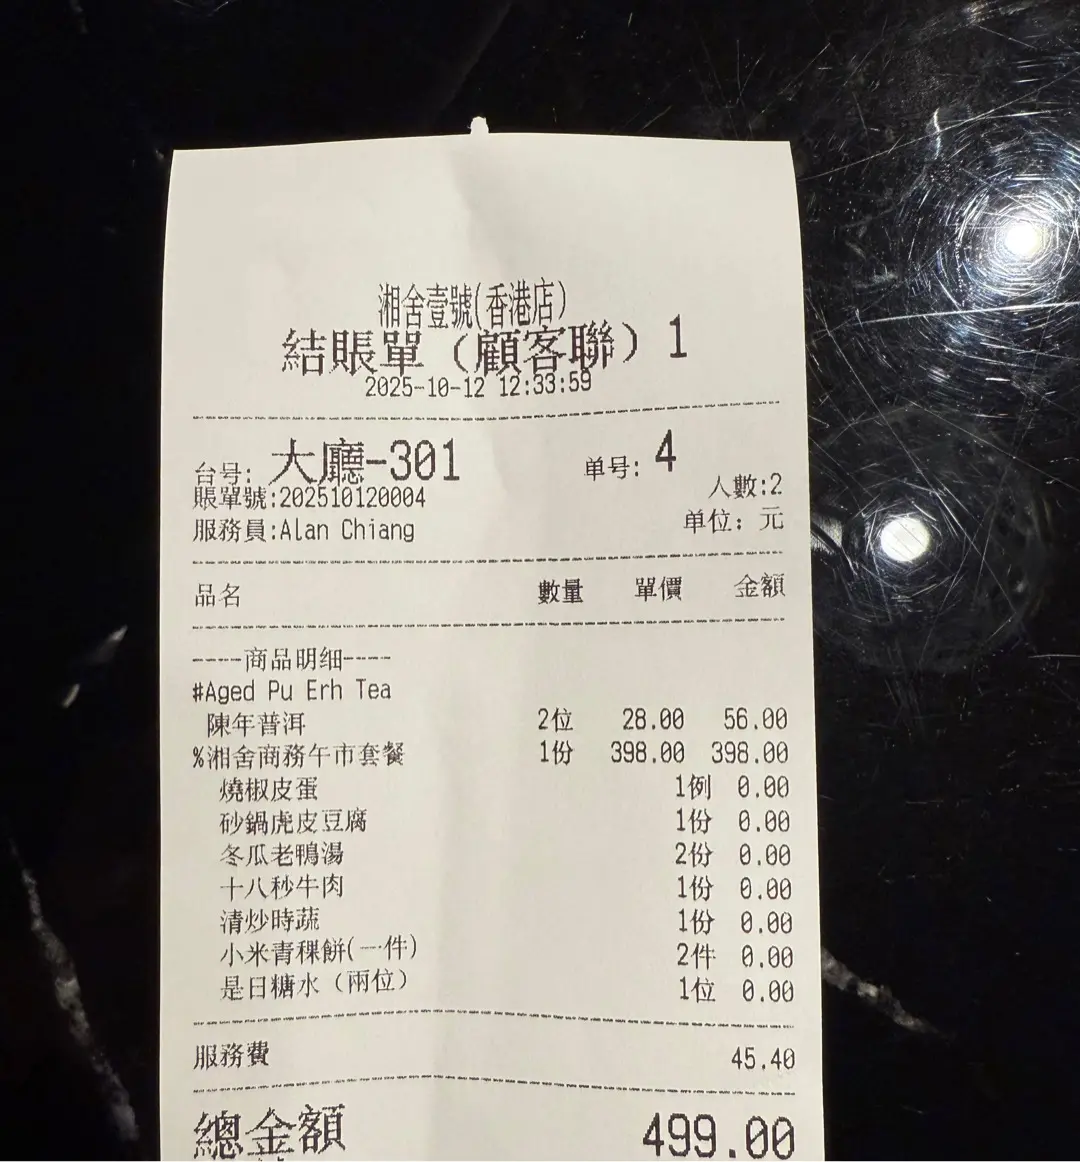 湘舍壹號(香港店)
結賬單（顧客聯）1
2025-10-12 12:33:59
台号: 大廳-301 单号: 4
賬單號:202510120004 人數:2
服務員:Alan Chiang 单位: 元
品名 數量 單價 金額
----商品明细----
#Aged Pu Erh Tea
陳年普洱 2位 28.00 56.00
%湘舍商務午市套餐 1份 398.00 398.00
燒椒皮蛋 1例 0.00
砂鍋虎皮豆腐 1份 0.00
冬瓜老鴨湯 2份 0.00
十八秒牛肉 1份 0.00
清炒時蔬 1份 0.00
小米青稞餅(一件) 2件 0.00
是日糖水（兩位） 1位 0.00
服務費 45.40
總金額 499.00